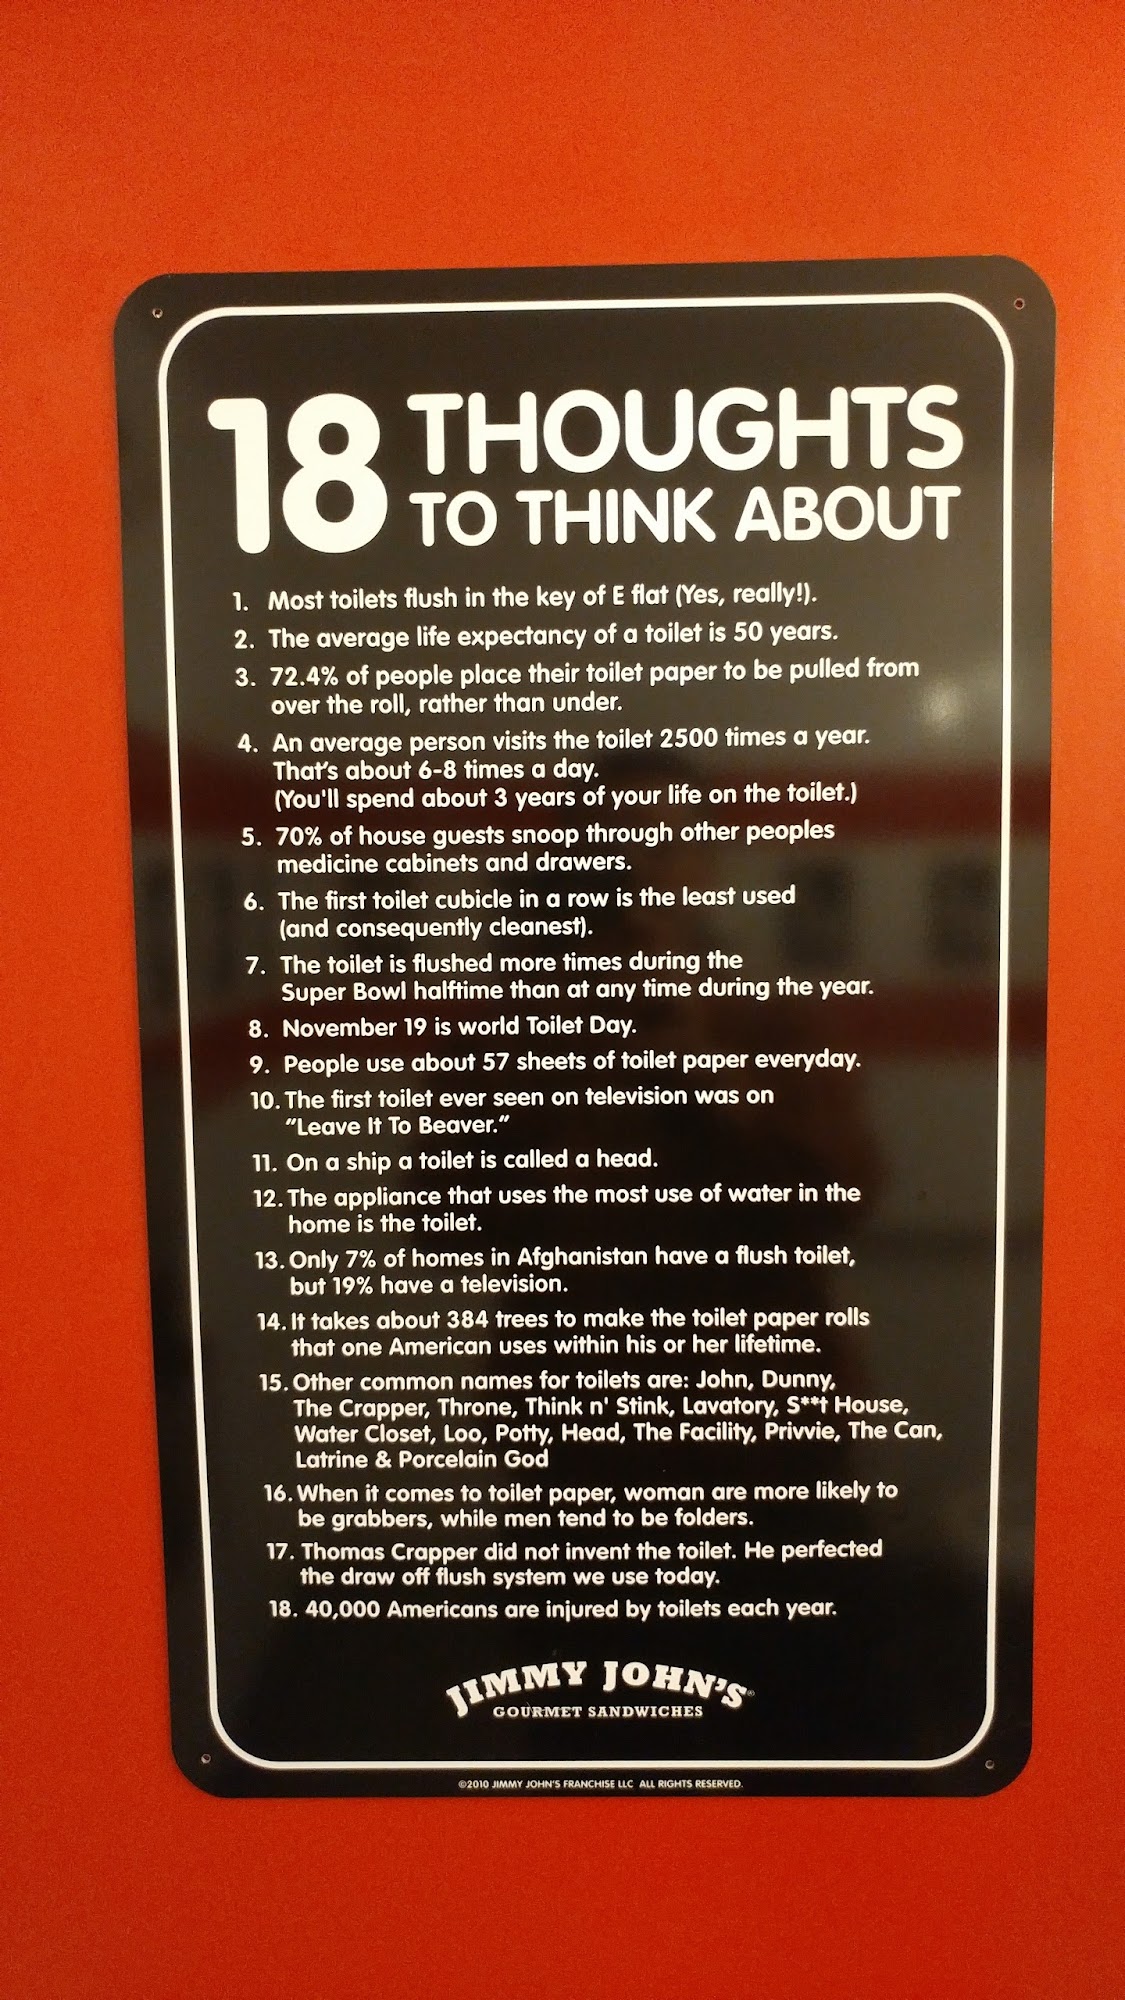 18 THOUGHTS
TO THINK ABOUT
1. Most toilets flush in the key of E flat (Yes, really!).
2. The average life expectancy of a toilet is 50 years.
3. 72.4% of people place their toilet paper to be pulled from
over the roll, rather than under.
4. An average person visits the toilet 2500 times a year.
That's about 6-8 times a day.
(You'll spend about 3 years of your life on the toilet.)
5. 70% of house guests snoop through other peoples
medicine cabinets and drawers.
6. The first toilet cubicle in a row is the least used
(and consequently cleanest).
7. The toilet is flushed more times during the
Super Bowl halftime than at any time during the year.
8. November 19 is world Toilet Day.
9. People use about 57 sheets of toilet paper everyday.
10. The first toilet ever seen on television was on
"Leave It To Beaver."
11. On a ship a toilet is called a head.
12. The appliance that uses the most use of water in the
home is the toilet.
13. Only 7% of homes in Afghanistan have a flush toilet,
but 19% have a television.
14. It takes about 384 trees to make the toilet paper rolls
that one American uses within his or her lifetime.
15. Other common names for toilets are: John, Dunny,
The Crapper, Throne, Think n' Stink, Lavatory, S**t House,
Water Closet, Loo, Potty, Head, The Facility, Privvie, The Can,
Latrine & Porcelain God
16. When it comes to toilet paper, woman are more likely to
be grabbers, while men tend to be folders.
17. Thomas Crapper did not invent the toilet. He perfected
the draw off flush system we use today.
18. 40,000 Americans are injured by toilets each year.
JIMMY JOHN'S®
GOURMET SANDWICHES
©2010 JIMMY JOHN'S FRANCHISE LLC ALL RIGHTS RESERVED.